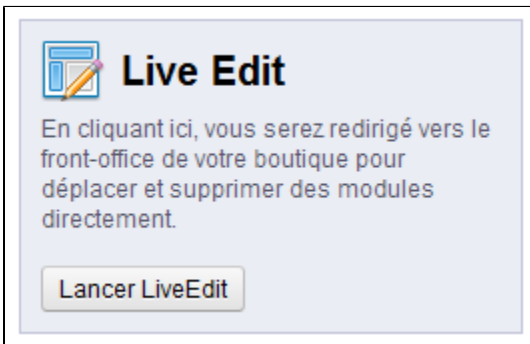 Live Edit
En cliquant ici, vous serez redirigé vers le
front-office de votre boutique pour
déplacer et supprimer des modules
directement.
Lancer LiveEdit